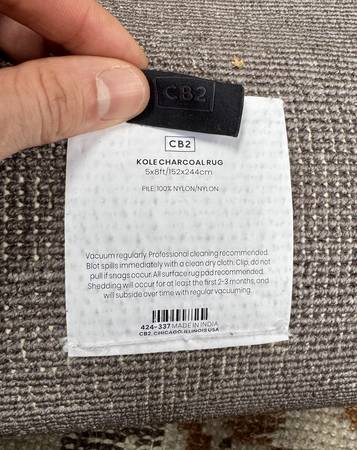 CB2
CB2
KOLE CHARCOAL RUG
5x8ft/152x244cm
PILE: 100% NYLON/NYLON
Vacuum regularly. Professional cleaning recommended.
Blot spills immediately with a clean dry cloth. Clip, do not
pull if snags occur. All surface rug pad recommended.
Shedding will occur for at least the first 2-3 months, and
will subside over time with regular vacuuming.
424-337 MADE IN INDIA
CB2, CHICAGO, ILLINOIS USA